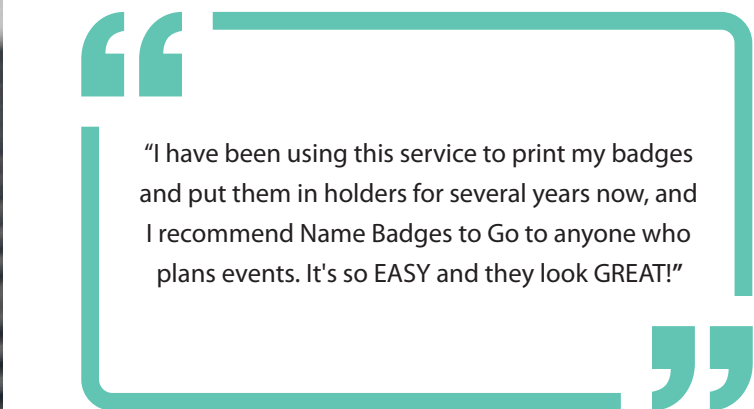 “I have been using this service to print my badges
and put them in holders for several years now, and
I recommend Name Badges to Go to anyone who
plans events. It's so EASY and they look GREAT!”